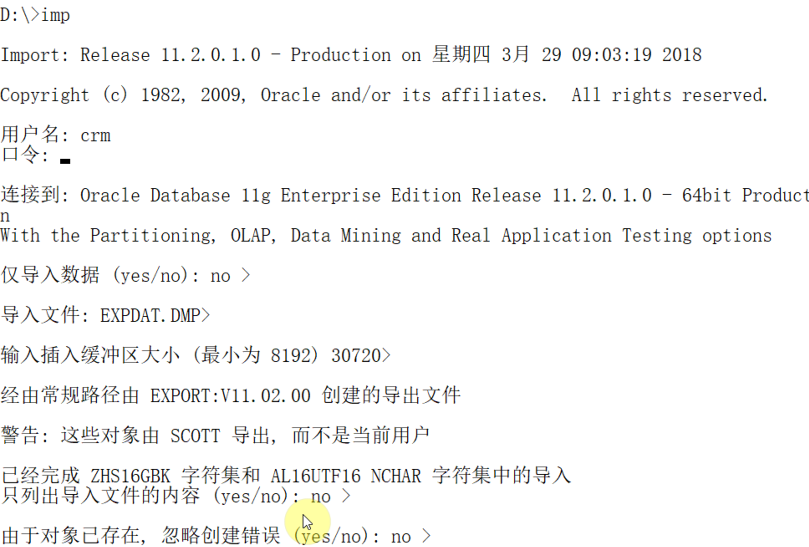 D:\>imp
Import: Release 11.2.0.1.0 - Production on 星期四 3月 29 09:03:19 2018
Copyright (c) 1982, 2009, Oracle and/or its affiliates.  All rights reserved.
用户名: crm
口令:
连接到: Oracle Database 11g Enterprise Edition Release 11.2.0.1.0 - 64bit Product
n
With the Partitioning, OLAP, Data Mining and Real Application Testing options
仅导入数据 (yes/no): no >
导入文件: EXPDAT.DMP>
输入插入缓冲区大小 (最小为 8192) 30720>
经由常规路径由 EXPORT:V11.02.00 创建的导出文件
警告: 这些对象由 SCOTT 导出, 而不是当前用户
已经完成 ZHS16GBK 字符集和 AL16UTF16 NCHAR 字符集中的导入
只列出导入文件的内容 (yes/no): no >
由于对象已存在, 忽略创建错误 (yes/no): no >